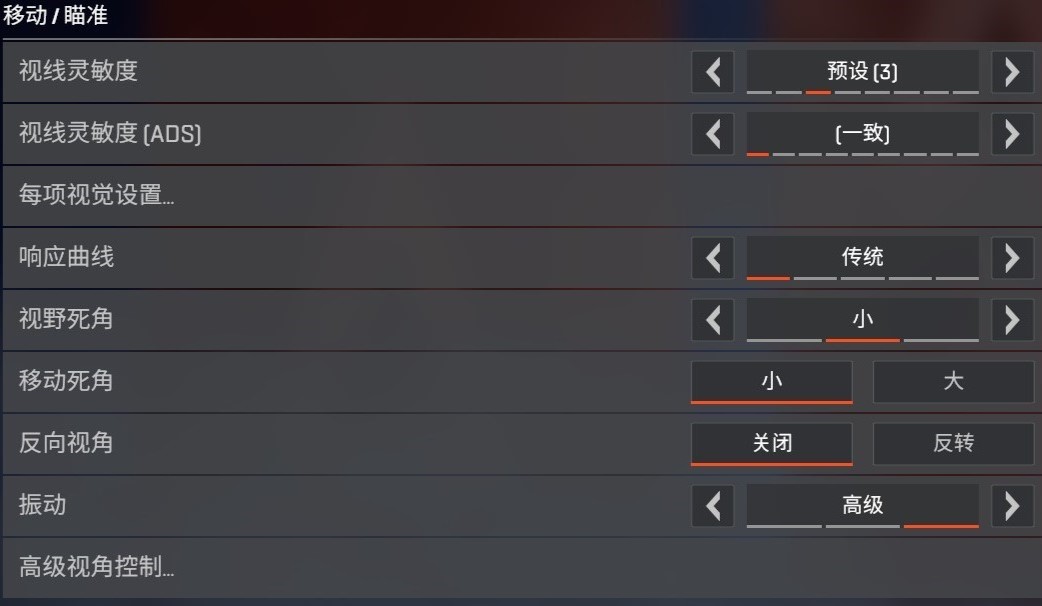 移动 / 瞄准
视线灵敏度 预设 (3)
视线灵敏度 (ADS) (一致)
每项视觉设置...
响应曲线 传统
视野死角 小
移动死角 小 大
反向视角 关闭 反转
振动 高级
高级视角控制...